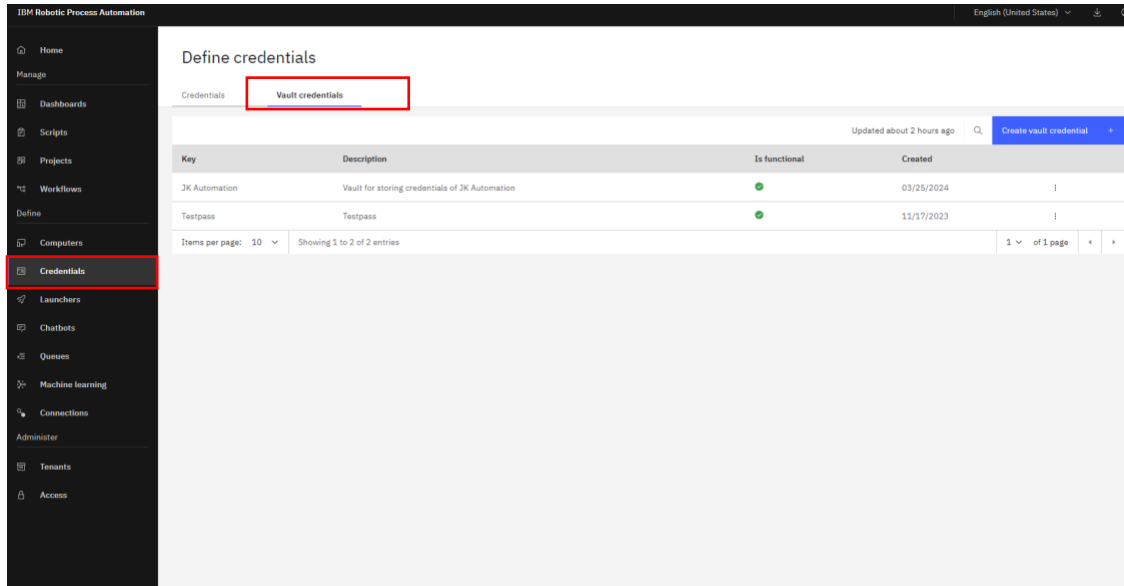 IBM Robotic Process Automation
English (United States)
Home
Manage
Dashboards
Scripts
Projects
Workflows
Define
Computers
Credentials
Launchers
Chatbots
Queues
Machine learning
Connections
Administer
Tenants
Access
Define credentials
Credentials Vault credentials
Updated about 2 hours ago Create vault credential +
Key Description Is functional Created
JK Automation Vault for storing credentials of JK Automation 03/25/2024
Testpass Testpass 11/17/2023
Items per page: 10 Showing 1 to 2 of 2 entries 1 of 1 page